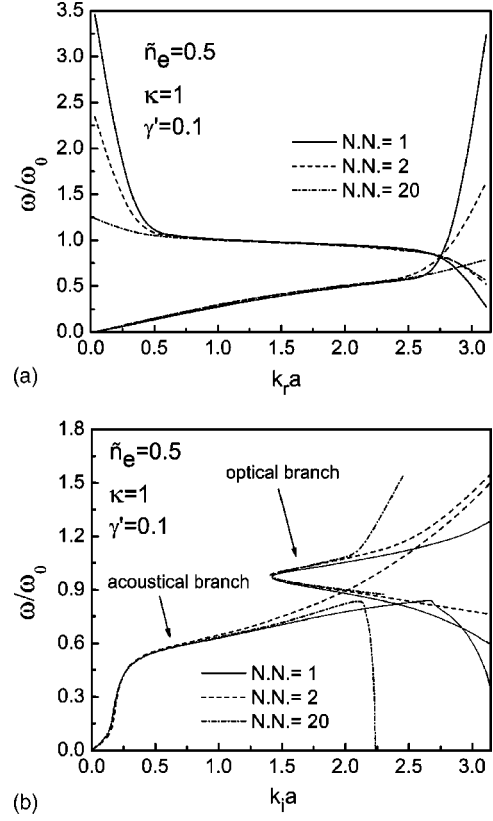 3.5
3.0
2.5
2.0
1.5
1.0
0.5
0.0
ω/ω₀
ñe=0.5
κ=1
γ'=0.1
N.N.= 1
N.N.= 2
N.N.= 20
0.0 0.5 1.0 1.5 2.0 2.5 3.0
kᵣa
(a)
1.8
1.5
1.2
0.9
0.6
0.3
0.0
ω/ω₀
ñe=0.5
κ=1
γ'=0.1
optical branch
acoustical branch
N.N.= 1
N.N.= 2
N.N.= 20
0.0 0.5 1.0 1.5 2.0 2.5 3.0
kᵢa
(b)